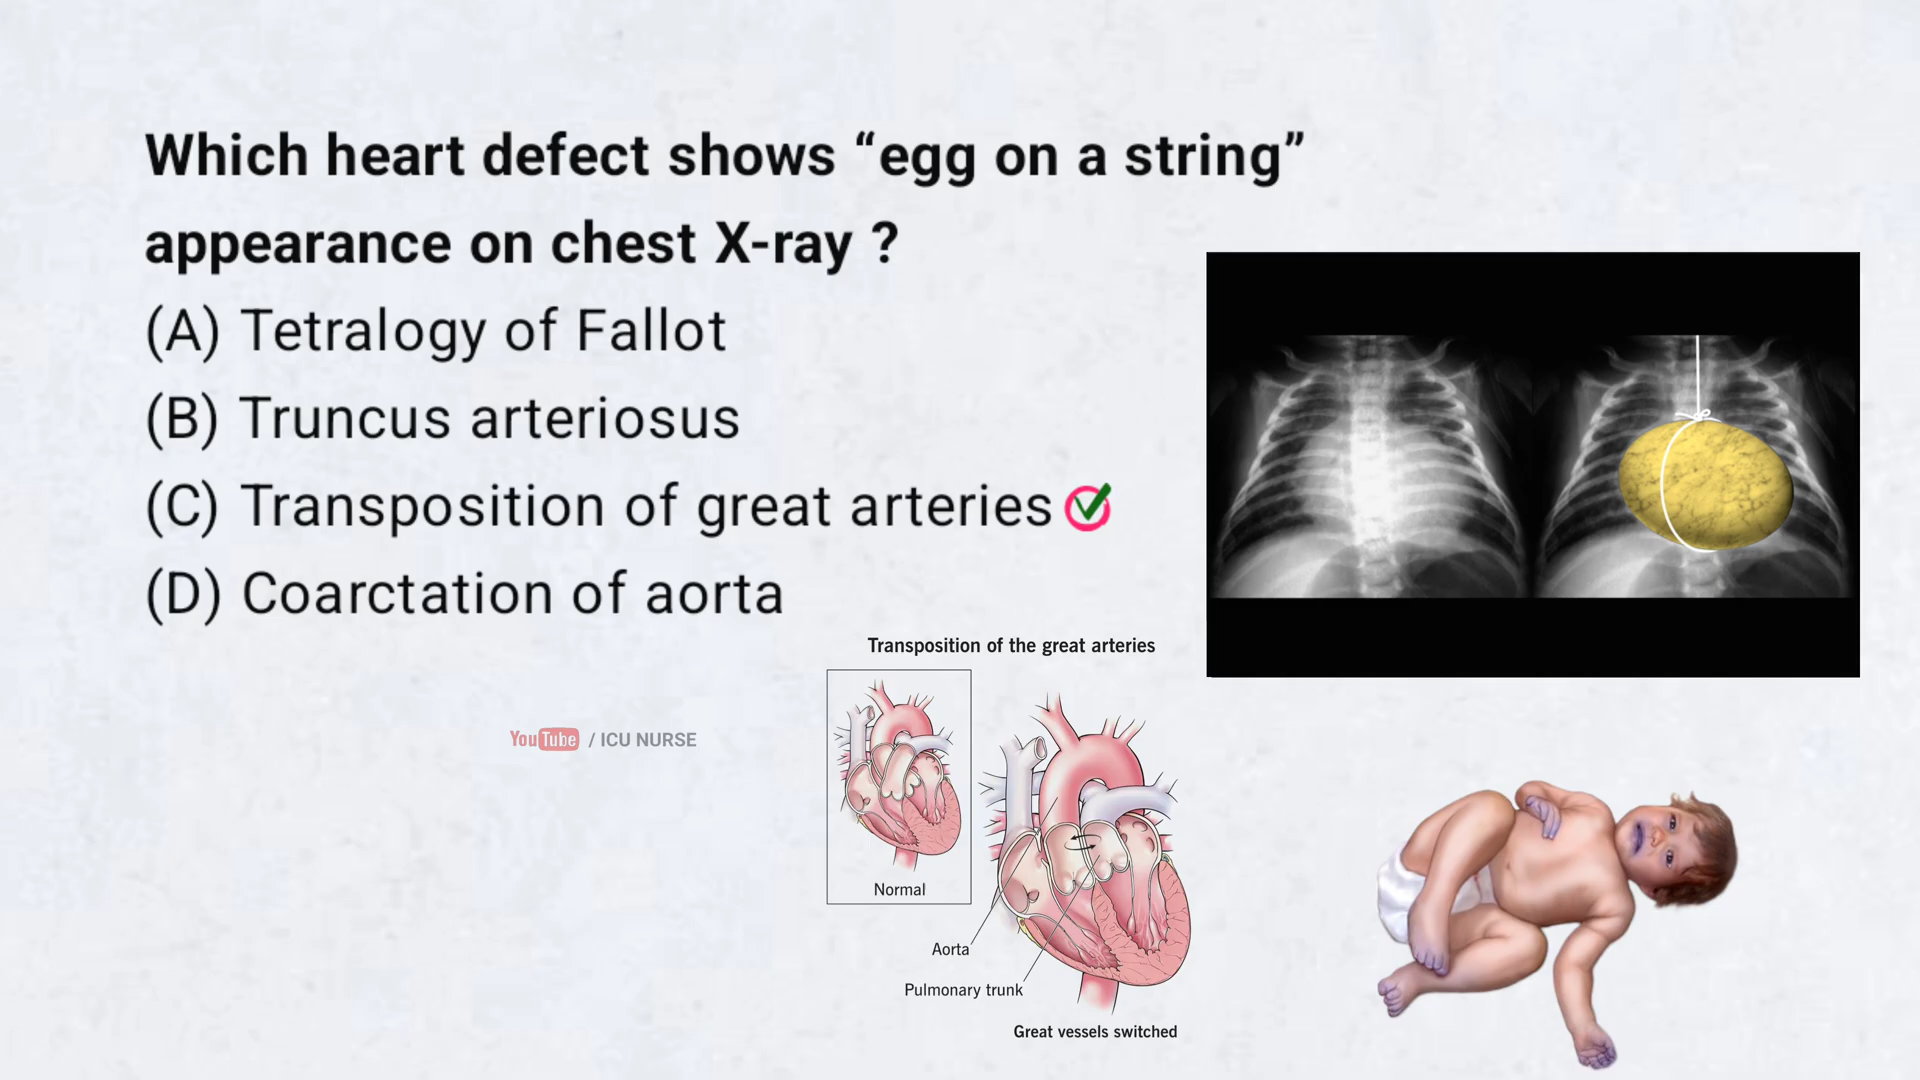 Which heart defect shows “egg on a string”
appearance on chest X-ray ?
(A) Tetralogy of Fallot
(B) Truncus arteriosus
(C) Transposition of great arteries
(D) Coarctation of aorta
Transposition of the great arteries
YouTube / ICU NURSE
Normal
Aorta
Pulmonary trunk
Great vessels switched